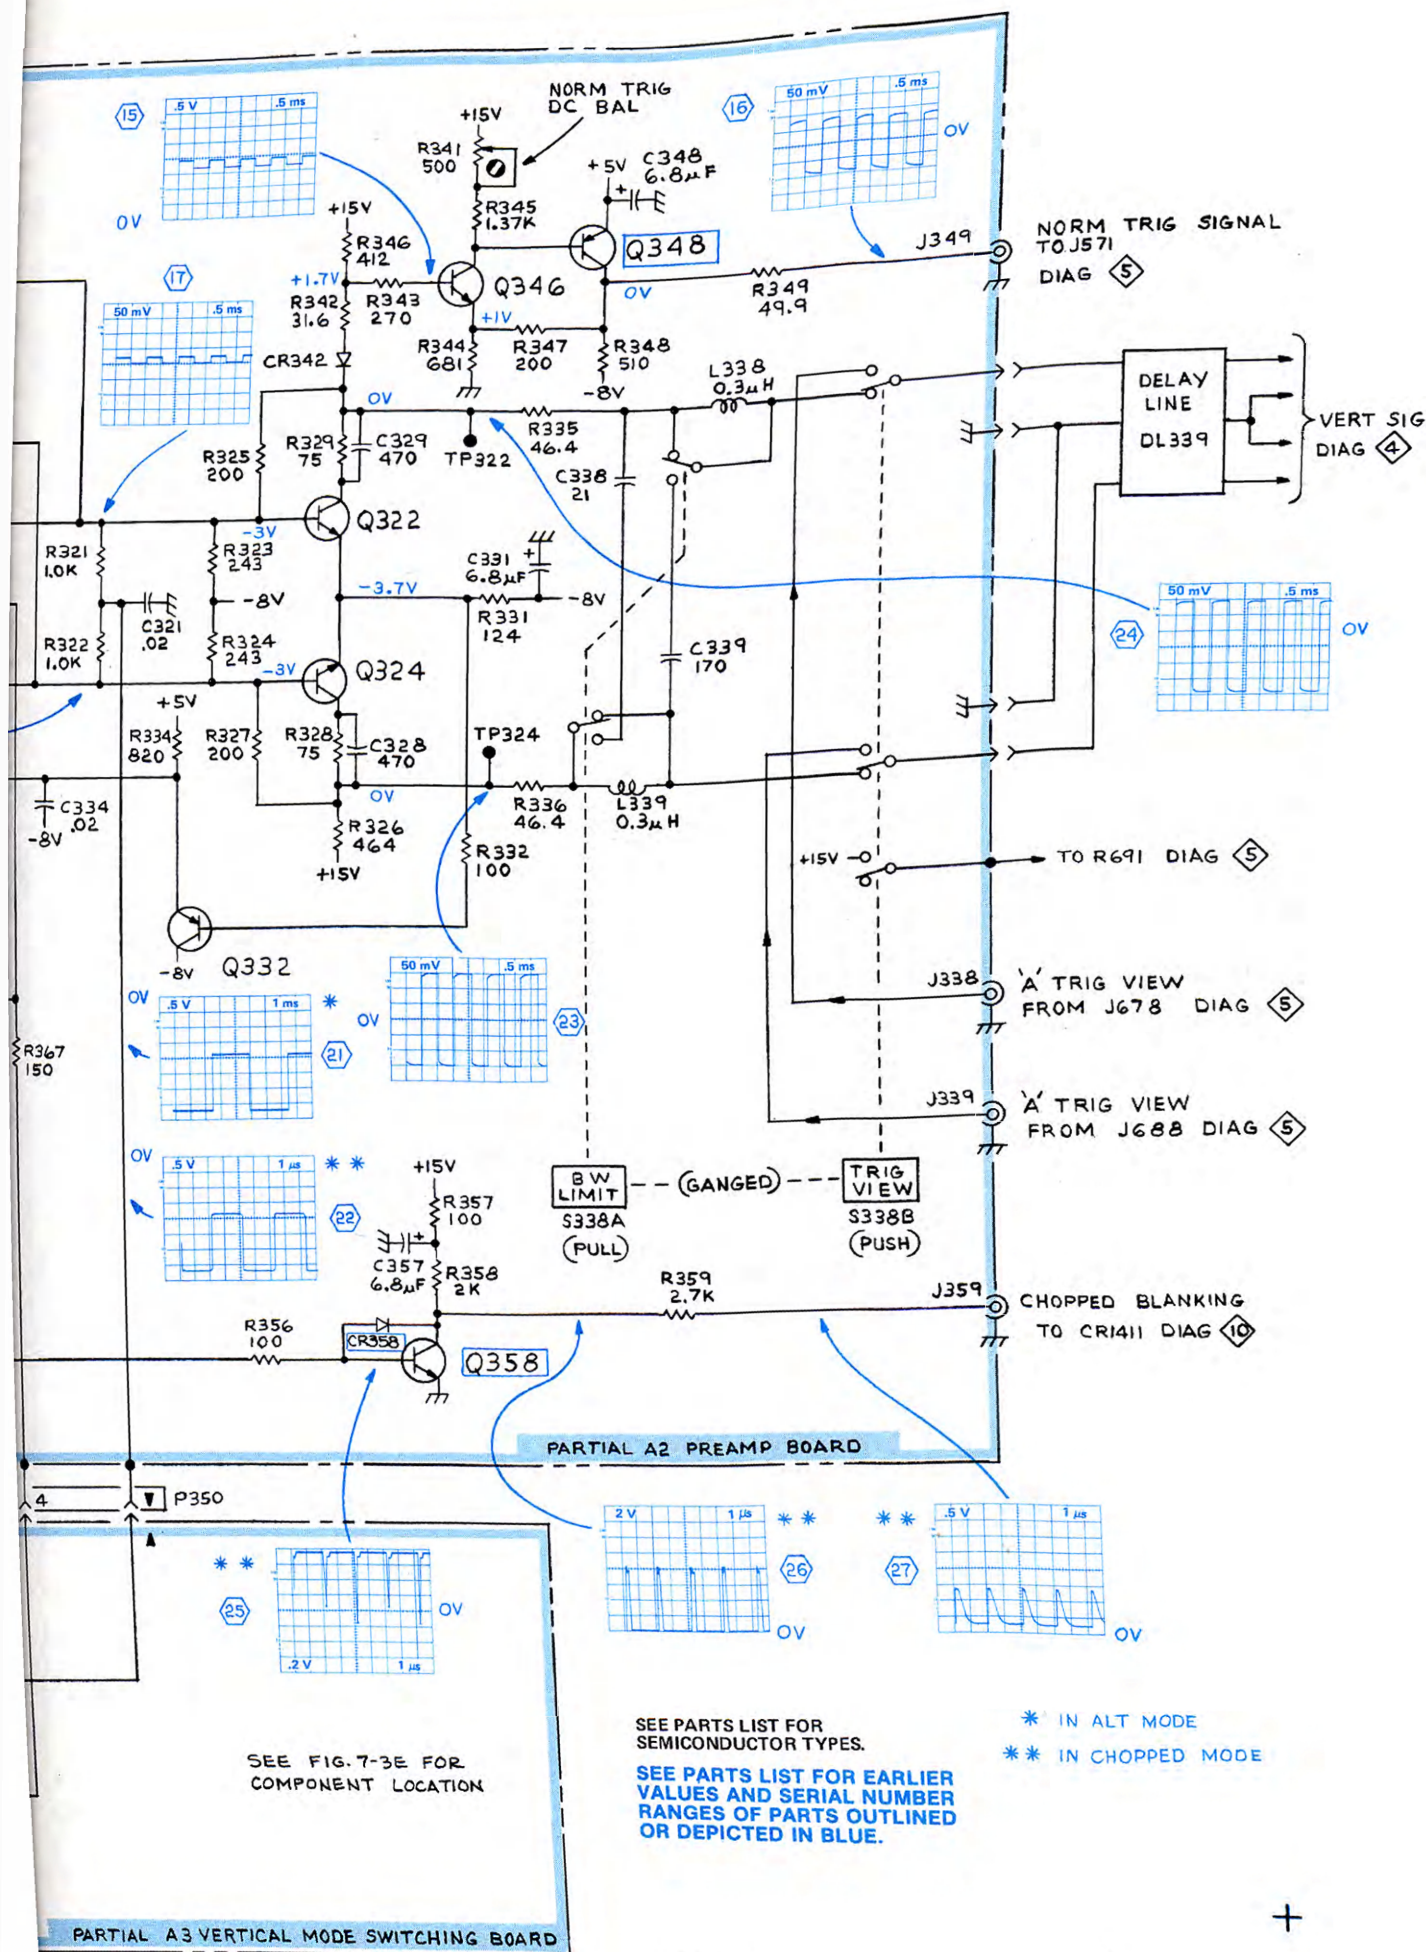 15
.5 V .5 ms
0V
NORM TRIG
DC BAL
+15V
R341
500
R345
1.37K
+5V
C348
6.8µF
16
50 mV .5 ms
0V
+15V
R346
412
+1.7V
R342
31.6
R343
270
Q346
Q348
0V
+1V
R344
681
R347
200
R348
510
-8V
R349
49.9
J349
NORM TRIG SIGNAL
TO J571
DIAG 5
17
50 mV .5 ms
CR342
0V
R325
200
R329
75
C329
470
TP322
R335
46.4
L338
0.3µH
C338
21
DELAY
LINE
DL339
VERT SIG
DIAG 4
Q322
-3V
R321
1.0K
R323
243
-8V
C321
.02
R322
1.0K
R324
243
-3V
Q324
-3.7V
C331 +
6.8µF
R331
124
-8V
C339
170
50 mV .5 ms
24
0V
+5V
R334
820
R327
200
R328
75
C328
470
TP324
0V
R336
46.4
L339
0.3µH
C334
.02
-8V
R326
464
+15V
R332
100
+15V
TO R691 DIAG 5
-8V
Q332
0V
.5 V 1 ms
*
21
50 mV .5 ms
0V
23
J338
'A' TRIG VIEW
FROM J678 DIAG 5
R367
150
J339
'A' TRIG VIEW
FROM J688 DIAG 5
0V
.5 V 1 µs
* *
22
+15V
R357
100
C357
6.8µF
+
R358
2K
BW
LIMIT
(GANGED)
TRIG
VIEW
S338A
(PULL)
S338B
(PUSH)
R359
2.7K
J359
CHOPPED BLANKING
TO CR1411 DIAG 10
R356
100
CR358
Q358
PARTIAL A2 PREAMP BOARD
4
P350
* *
25
0V
.2 V 1 µs
2 V 1 µs
* *
26
0V
* *
27
.5 V 1 µs
0V
SEE FIG. 7-3E FOR
COMPONENT LOCATION
SEE PARTS LIST FOR
SEMICONDUCTOR TYPES.
SEE PARTS LIST FOR EARLIER
VALUES AND SERIAL NUMBER
RANGES OF PARTS OUTLINED
OR DEPICTED IN BLUE.
* IN ALT MODE
* * IN CHOPPED MODE
PARTIAL A3 VERTICAL MODE SWITCHING BOARD
+